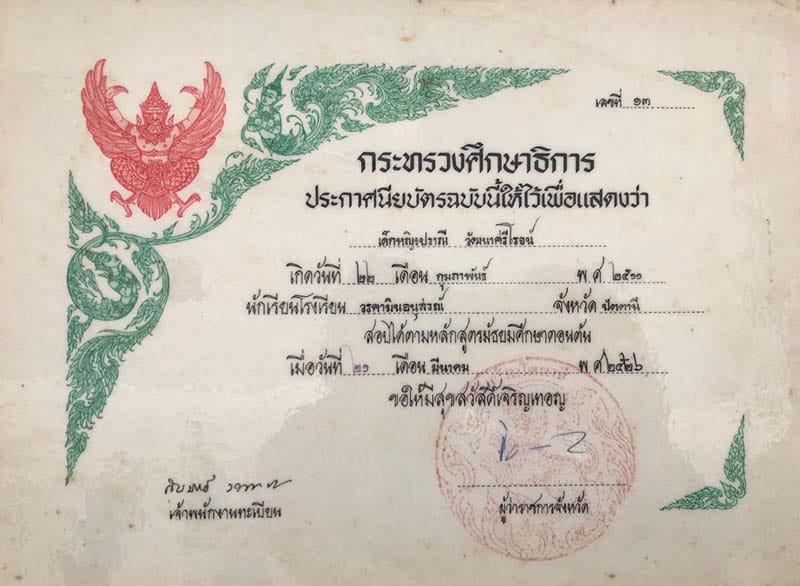 เลขที่ ๑๓
กระทรวงศึกษาธิการ
ประกาศนียบัตรฉบับนี้ให้ไว้เพื่อแสดงว่า
เด็กหญิงปราณี วัฒนาศรีโรจน์
เกิดวันที่ ๒๒ เดือน กุมภาพันธ์ พ.ศ ๒๕๑๑
นักเรียนโรงเรียน วรคามินอนุสรณ์ จังหวัด ปัตตานี
สอบได้ตามหลักสูตรมัธยมศึกษาตอนต้น
เมื่อวันที่ ๒๑ เดือน มีนาคม พ.ศ ๒๕๒๖
ขอให้มีสุขสวัสดิ์เจริญเทอญ
เจ้าพนักงานทะเบียน
ผู้ว่าราชการจังหวัด